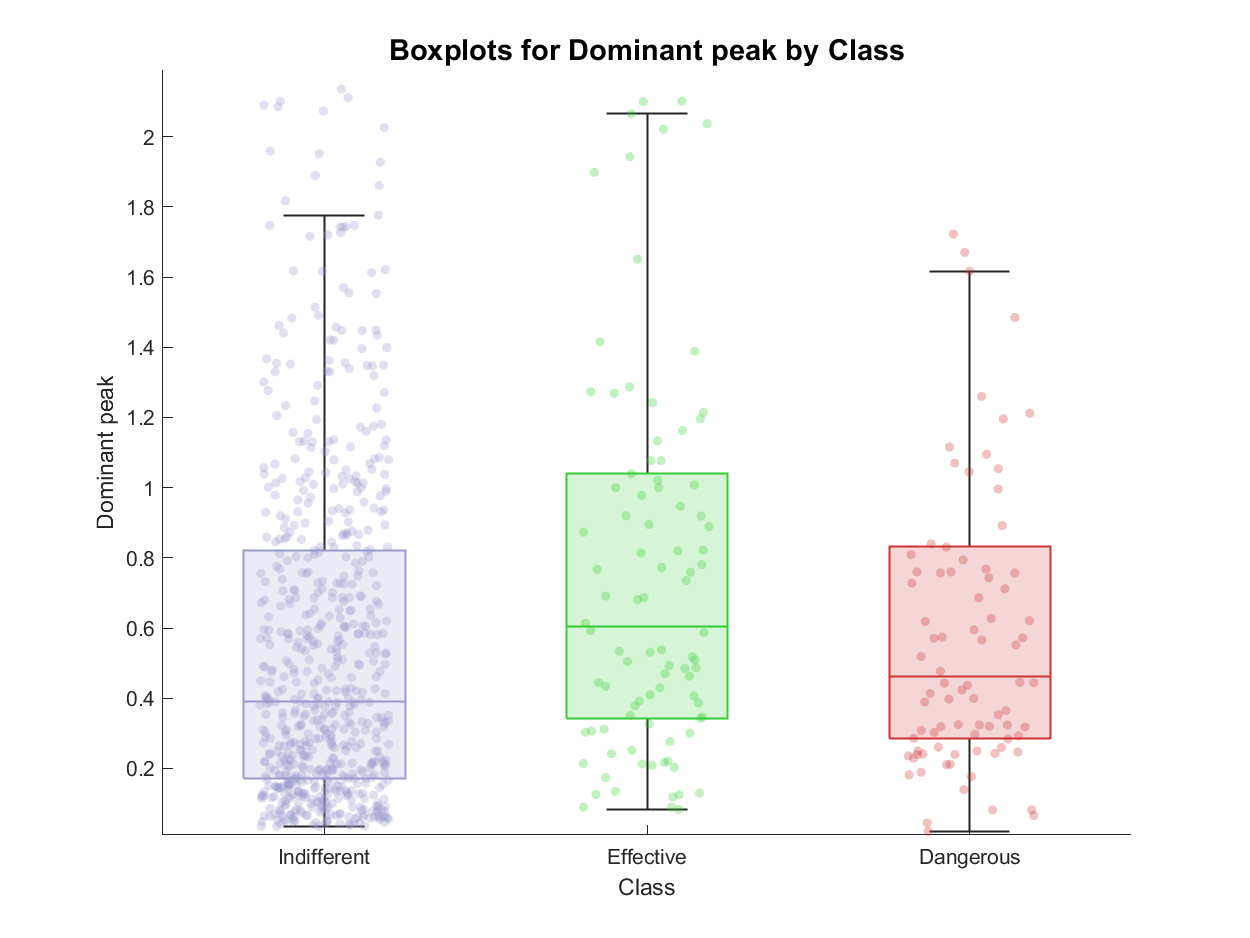 Boxplots for Dominant peak by Class
2
1.8
1.6
1.4
1.2
1
0.8
0.6
0.4
0.2
Dominant peak
Indifferent Effective Dangerous
Class